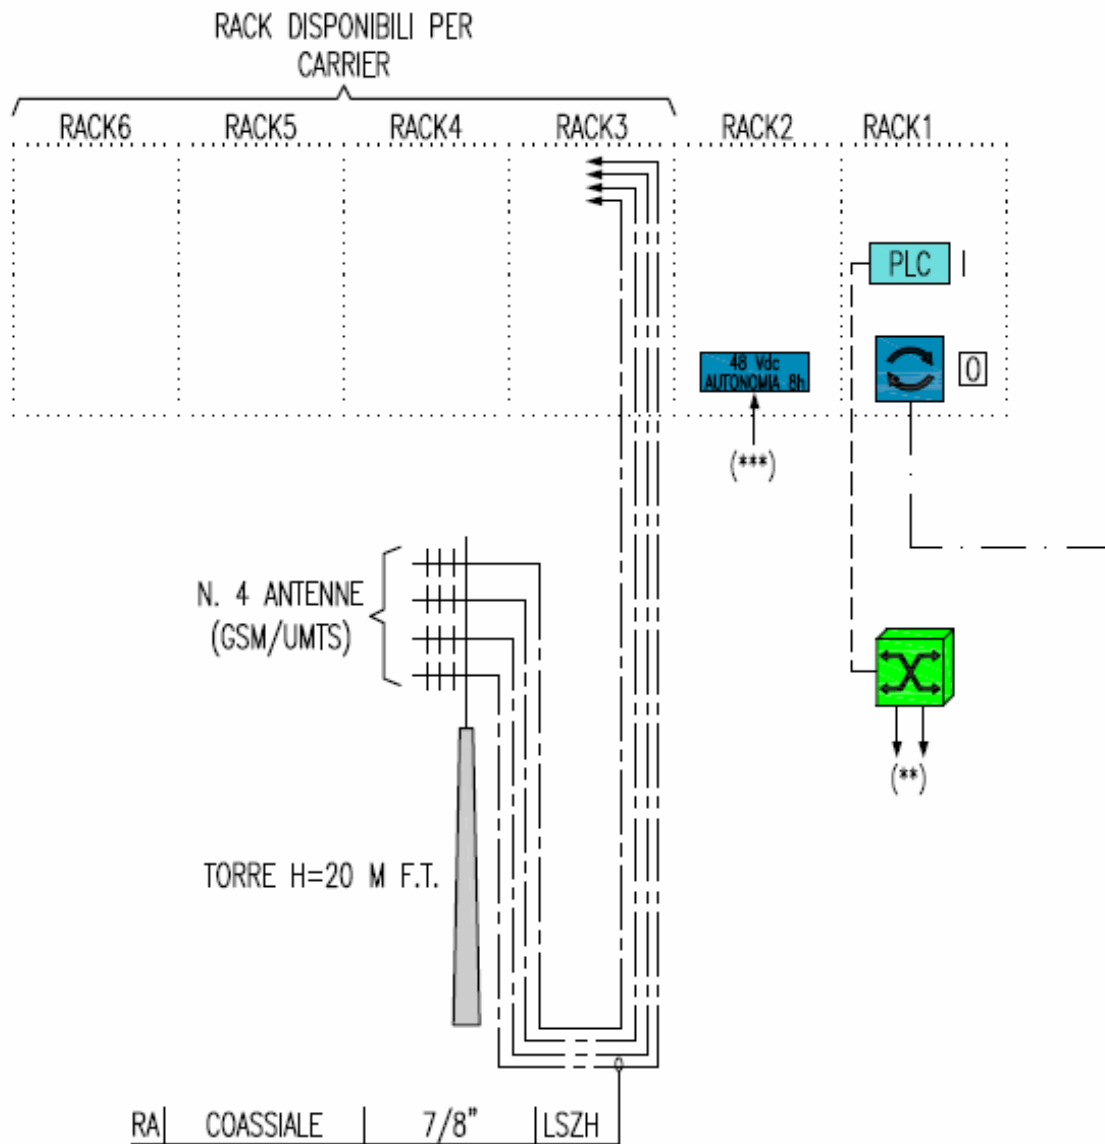 RACK DISPONIBILI PER
CARRIER
RACK6 RACK5 RACK4 RACK3 RACK2 RACK1
PLC I
48 Vdc
AUTONOMIA 8h
O
(***)
N. 4 ANTENNE
(GSM/UMTS)
(**)
TORRE H=20 M F.T.
RA COASSIALE 7/8" LSZH